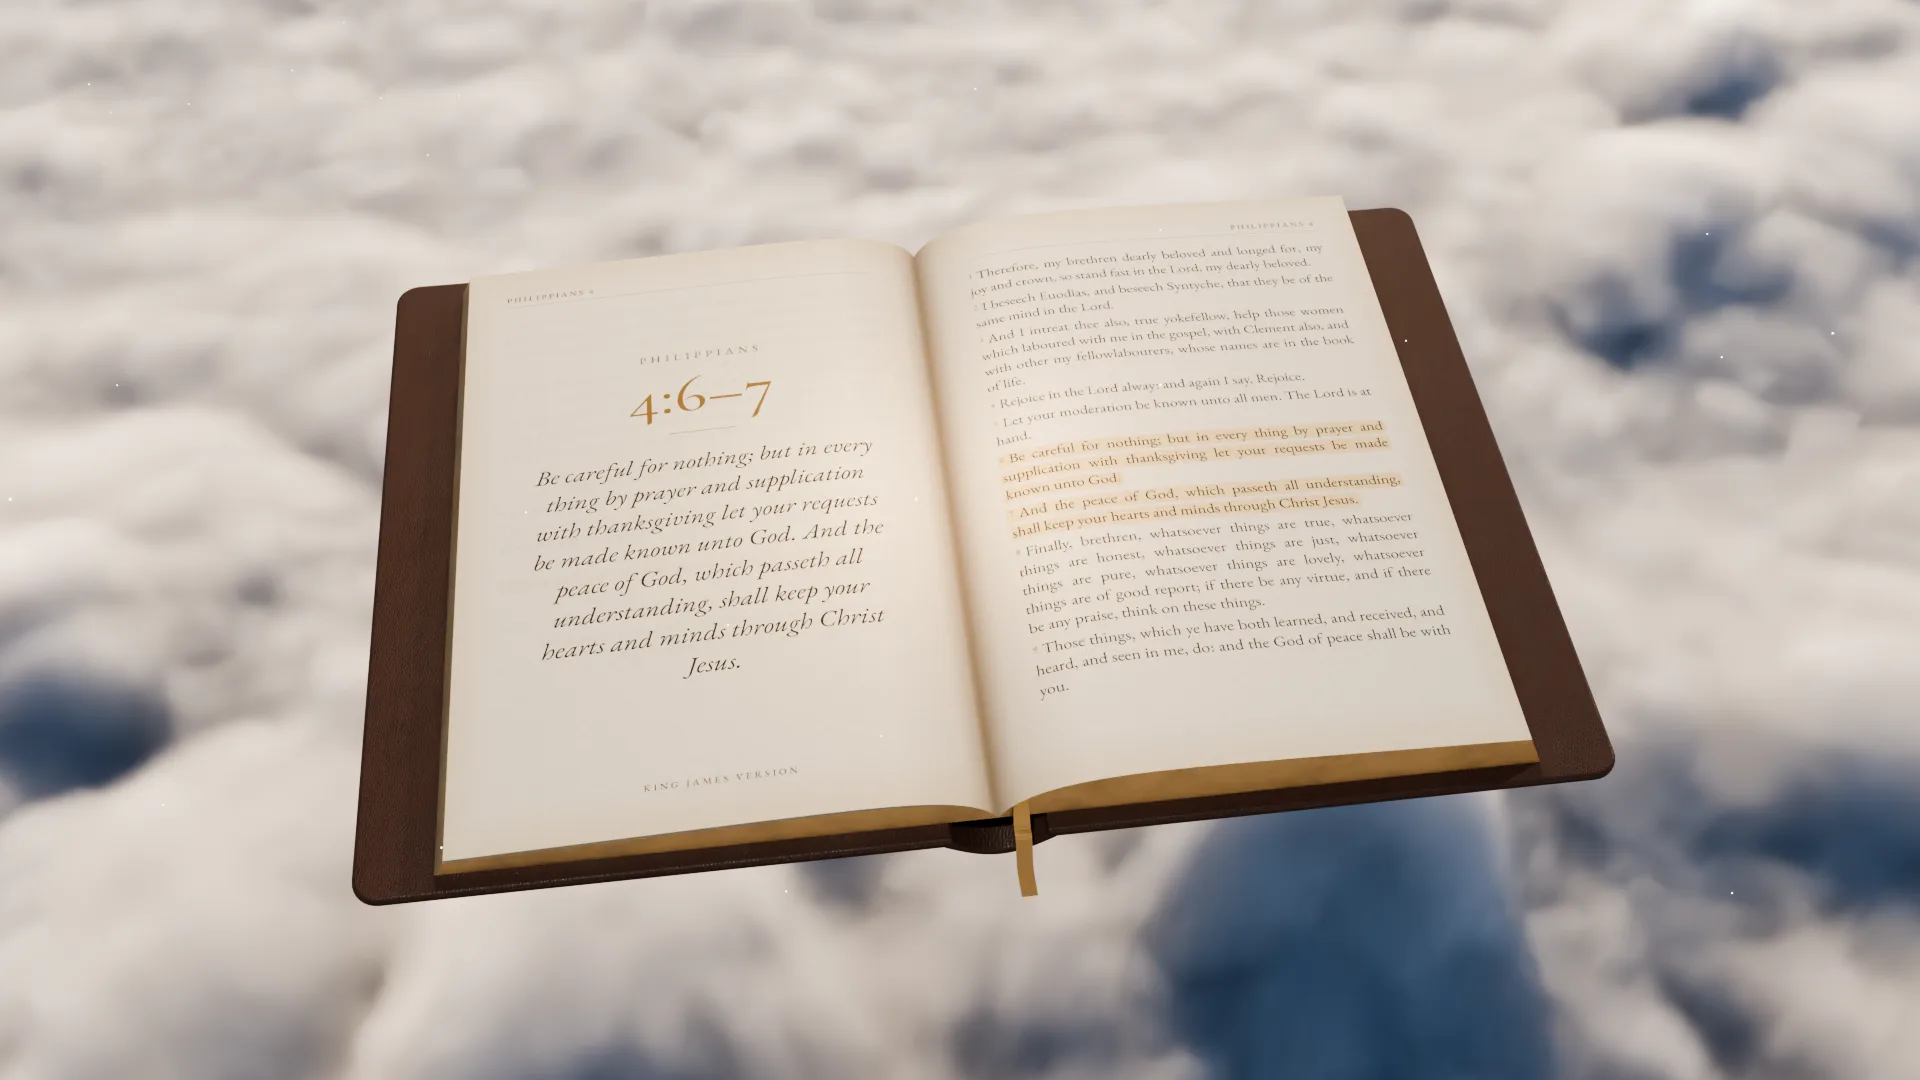 PHILIPPIANS 4
PHILIPPIANS
4:6–7
Be careful for nothing; but in every
thing by prayer and supplication
with thanksgiving let your requests
be made known unto God. And the
peace of God, which passeth all
understanding, shall keep your
hearts and minds through Christ
Jesus.
KING JAMES VERSION
PHILIPPIANS 4
Therefore, my brethren dearly beloved and longed for, my
joy and crown, so stand fast in the Lord, my dearly beloved.
I beseech Euodias, and beseech Syntyche, that they be of the
same mind in the Lord.
And I intreat thee also, true yokefellow, help those women
which laboured with me in the gospel, with Clement also, and
with other my fellowlabourers, whose names are in the book
of life.
Rejoice in the Lord alway: and again I say, Rejoice.
Let your moderation be known unto all men. The Lord is at
hand.
Be careful for nothing; but in every thing by prayer and
supplication with thanksgiving let your requests be made
known unto God.
And the peace of God, which passeth all understanding,
shall keep your hearts and minds through Christ Jesus.
Finally, brethren, whatsoever things are true, whatsoever
things are honest, whatsoever things are just, whatsoever
things are pure, whatsoever things are lovely, whatsoever
things are of good report; if there be any virtue, and if there
be any praise, think on these things.
Those things, which ye have both learned, and received, and
heard, and seen in me, do: and the God of peace shall be with
you.